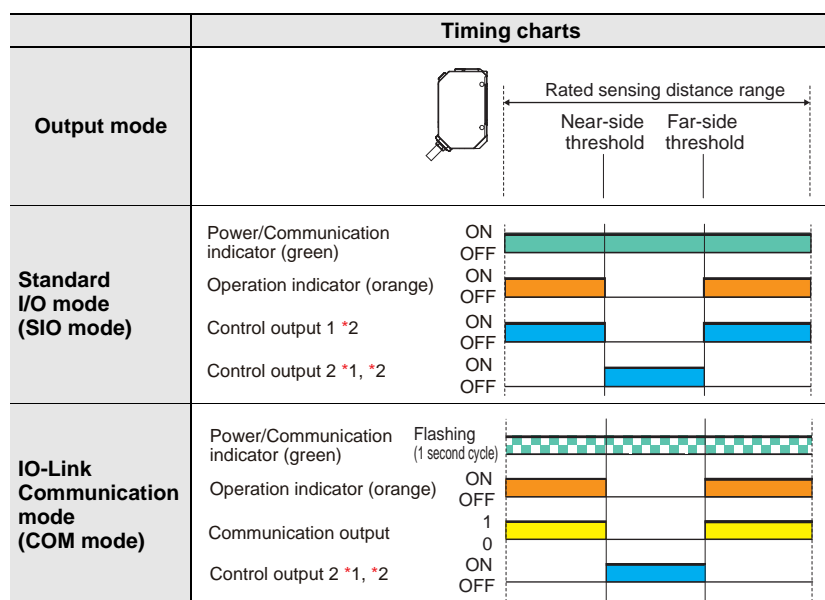 Timing charts
Output mode
Rated sensing distance range
Near-side Far-side
threshold threshold
Standard
I/O mode
(SIO mode)
Power/Communication
indicator (green)
ON
OFF
Operation indicator (orange)
ON
OFF
Control output 1 *2
ON
OFF
Control output 2 *1, *2
ON
OFF
IO-Link
Communication
mode
(COM mode)
Power/Communication
indicator (green)
Flashing
(1 second cycle)
Operation indicator (orange)
ON
OFF
Communication output
1
0
Control output 2 *1, *2
ON
OFF